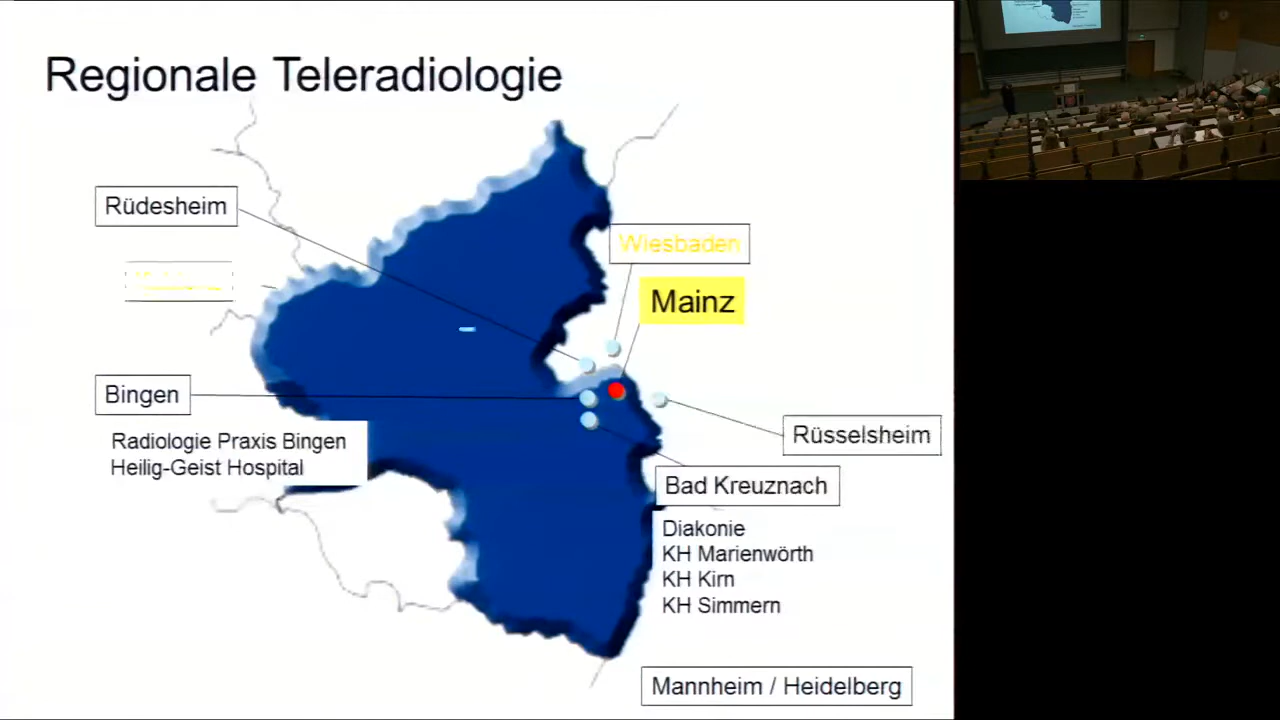 Regionale Teleradiologie
Rüdesheim
Wiesbaden
Mainz
Bingen
Radiologie Praxis Bingen
Heilig-Geist Hospital
Rüsselsheim
Bad Kreuznach
Diakonie
KH Marienwörth
KH Kirn
KH Simmern
Mannheim / Heidelberg